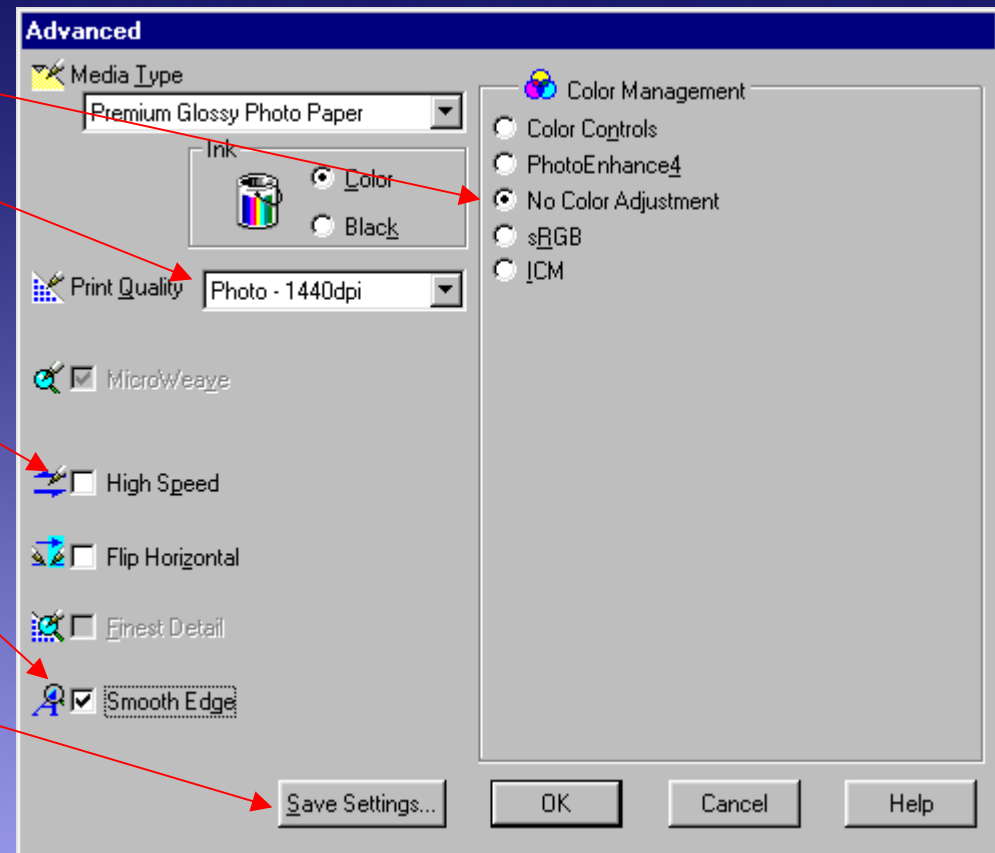 Advanced
Media Type
Premium Glossy Photo Paper
Ink
Color
Black
Print Quality
Photo - 1440dpi
MicroWeave
High Speed
Flip Horizontal
Finest Detail
Smooth Edge
Color Management
Color Controls
PhotoEnhance4
No Color Adjustment
sRGB
ICM
Save Settings...
OK
Cancel
Help